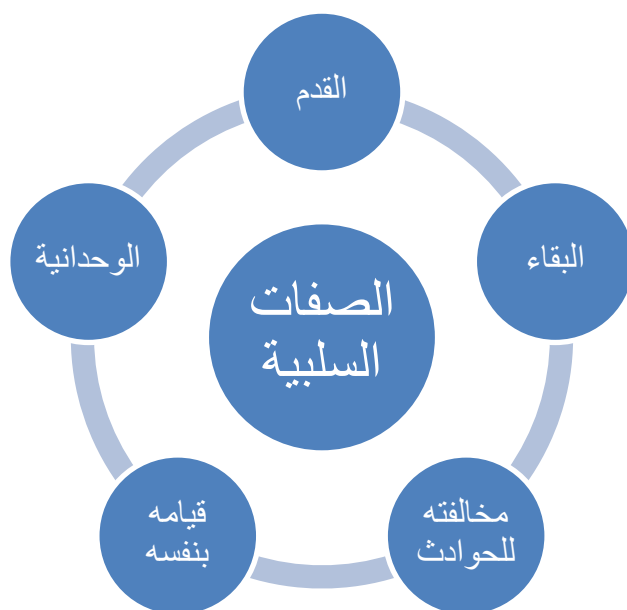 القدم
البقاء
مخالفته
للحوادث
قيامه
بنفسه
الوحدانية
الصفات
السلبية